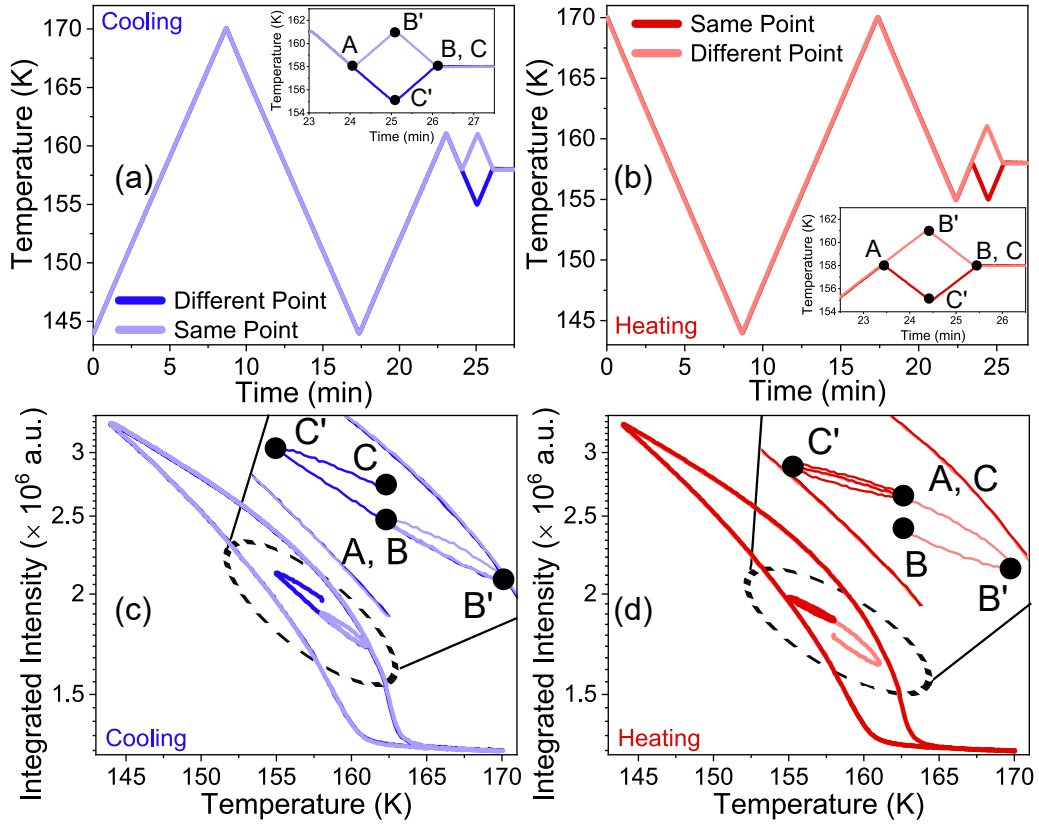 Cooling
Temperature (K)
170
165
160
155
150
145
0
5
10
15
20
25
Time (min)
(a)
Different Point
Same Point
Temperature (K)
162
160
158
156
154
23
24
25
26
27
Time (min)
A
B'
B, C
C'
Heating
Temperature (K)
170
165
160
155
150
145
0
5
10
15
20
25
Time (min)
(b)
Same Point
Different Point
Temperature (K)
162
160
158
156
154
23
24
25
26
Time (min)
A
B'
B, C
C'
Integrated Intensity (× 10⁶ a.u.)
3
2.5
2
1.5
145
150
155
160
165
170
Temperature (K)
(c)
Cooling
C'
C
A, B
B'
Integrated Intensity (× 10⁶ a.u.)
3
2.5
2
1.5
145
150
155
160
165
170
Temperature (K)
(d)
Heating
C'
A, C
B
B'